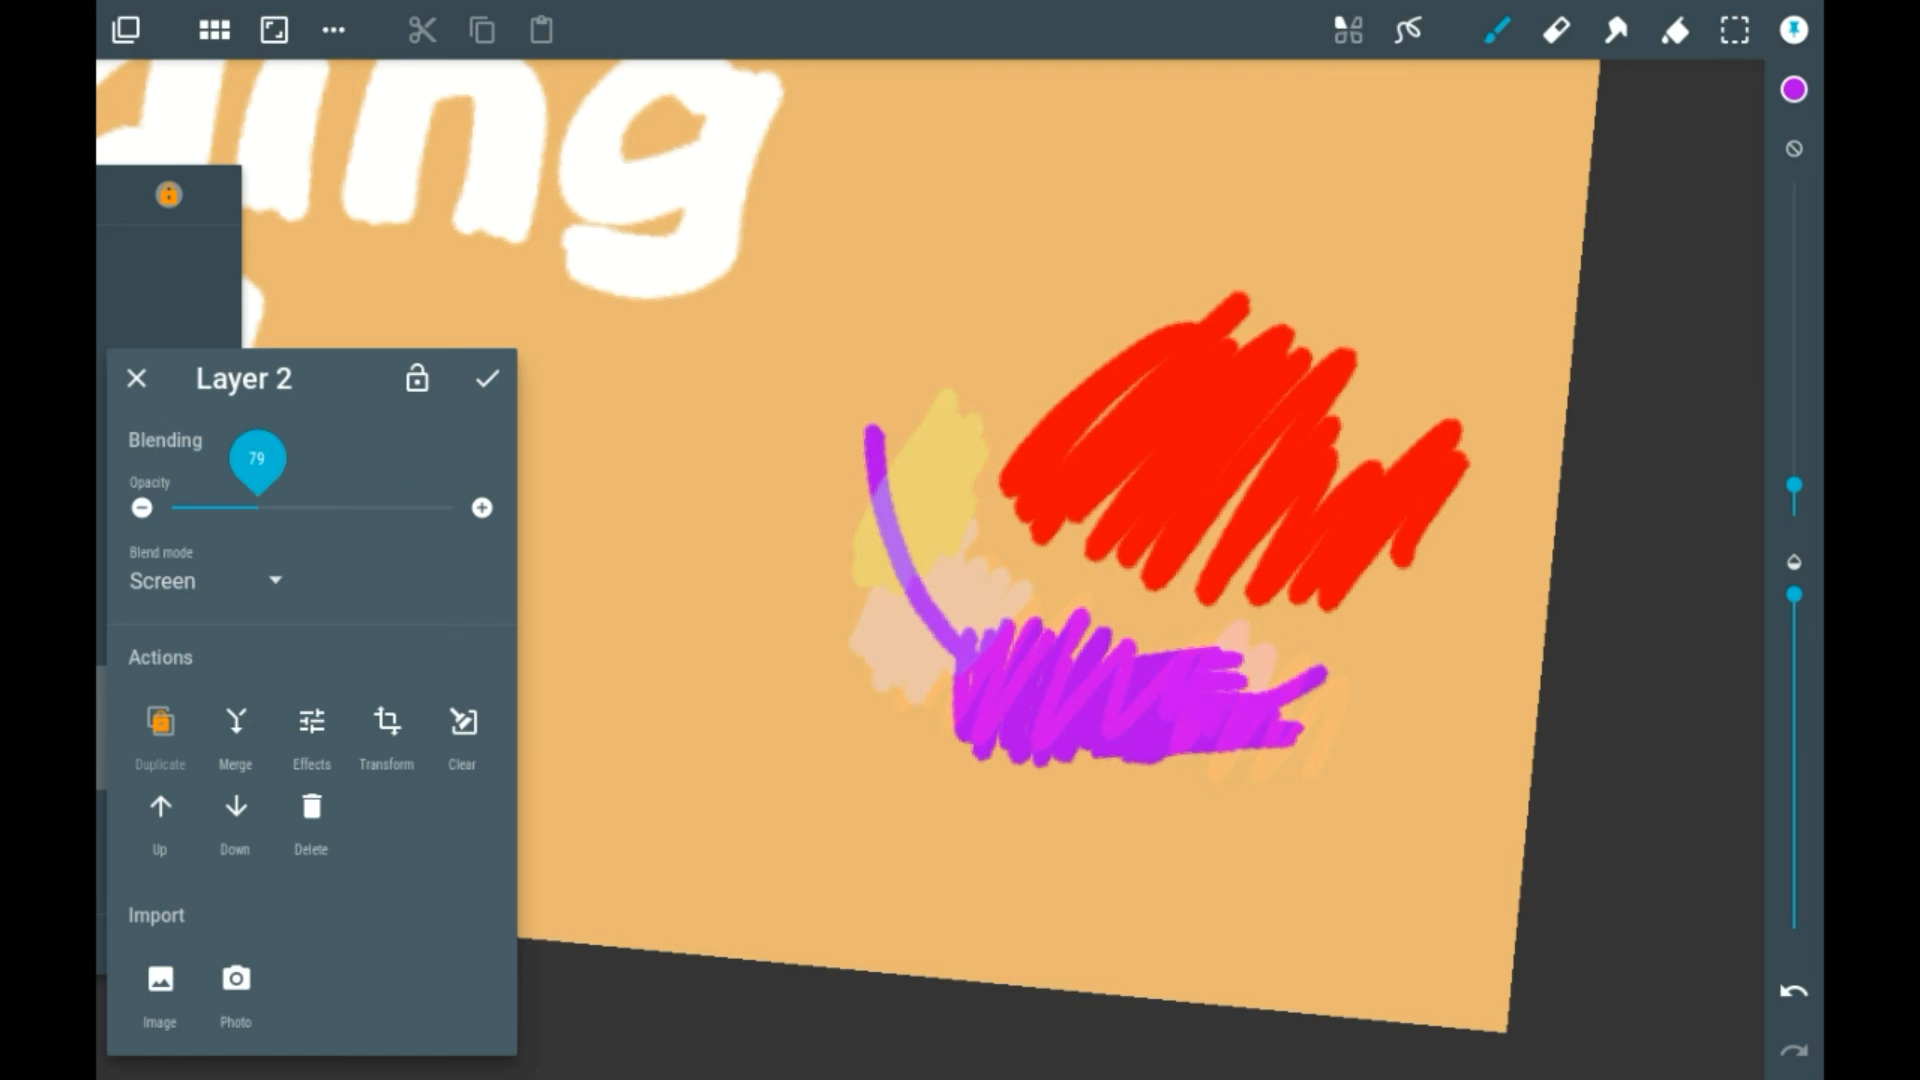 ding
Layer 2
Blending
79
Opacity
Blend mode
Screen
Actions
Duplicate Merge Effects Transform Clear
Up Down Delete
Import
Image Photo